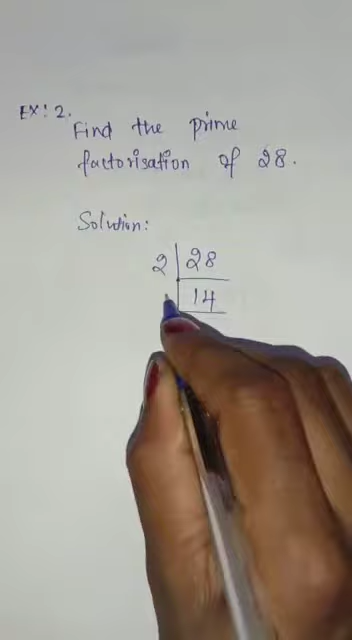 EX: 2.
Find the prime
factorisation of 28.
Solution:
2 28
14